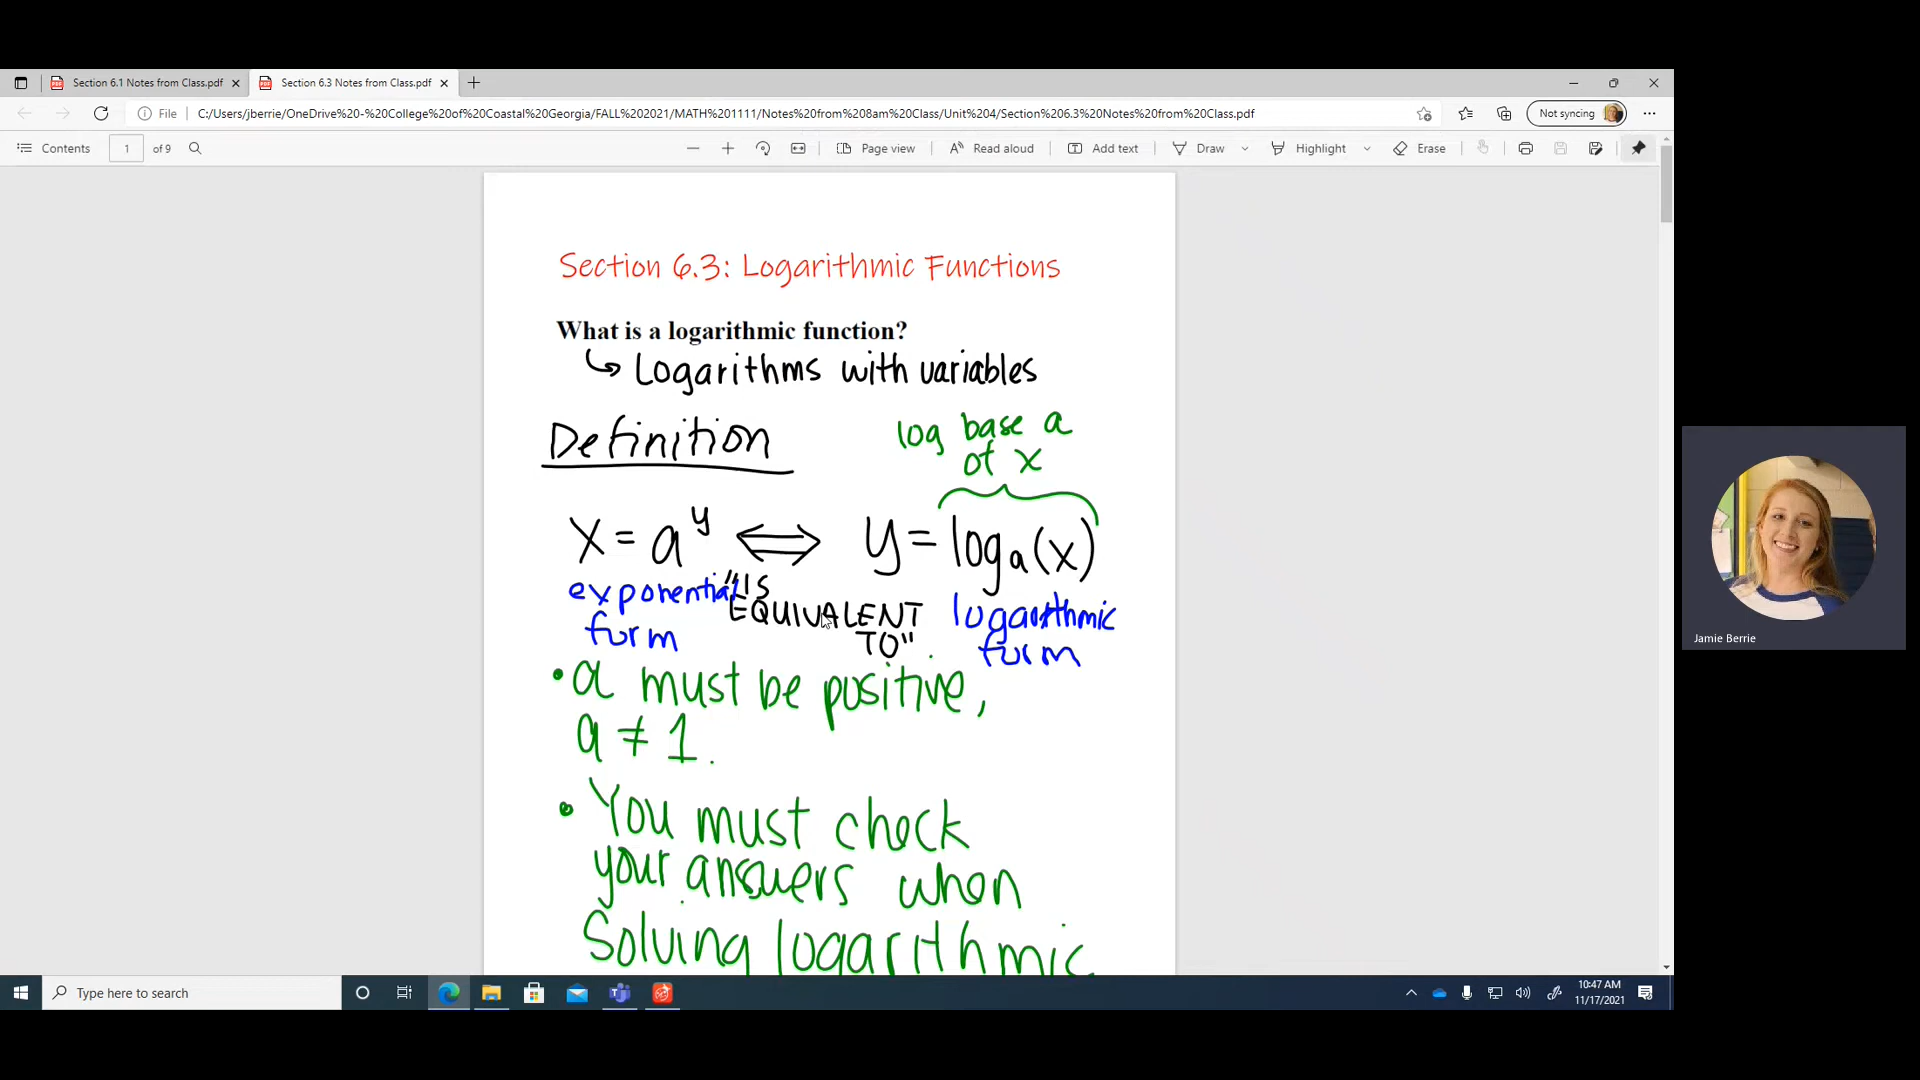 Section 6.1 Notes from Class.pdf
Section 6.3 Notes from Class.pdf
File
C:/Users/jberrie/OneDrive%20-%20College%20of%20Coastal%20Georgia/FALL%202021/MATH%201111/Notes%20from%208am%20Class/Unit%204/Section%206.3%20Notes%20from%20Class.pdf
Not syncing
Contents
1 of 9
Page view
Read aloud
Add text
Draw
Highlight
Erase
Section 6.3: Logarithmic Functions
What is a logarithmic function?
Logarithms with variables
Definition
log base a
of x
x = a^y ⟺ y = logₐ(x)
exponential form
"IS EQUIVALENT TO"
logarithmic form
• a must be positive,
a ≠ 1.
• You must check
your answers when
Solving logarithmic
Jamie Berrie
Type here to search
10:47 AM
11/17/2021